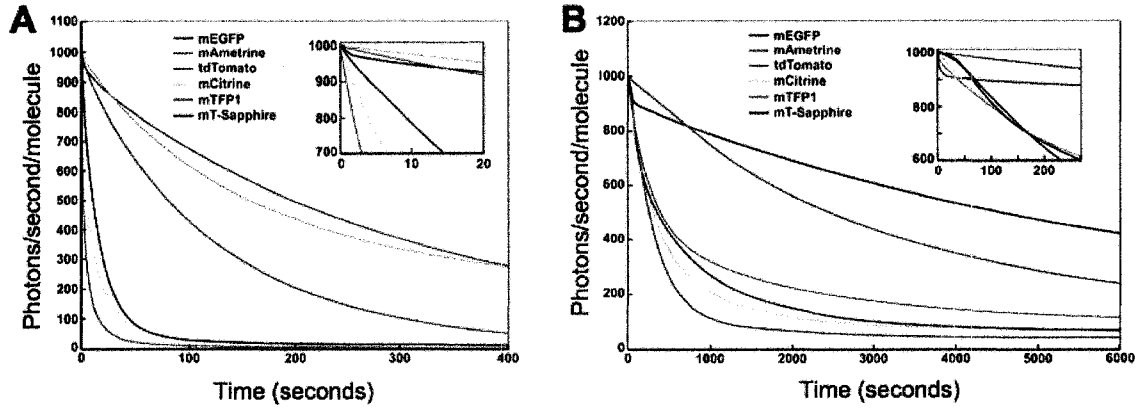 A
1100
1000
900
800
700
600
500
400
300
200
100
0
Photons/second/molecule
0
100
200
300
400
Time (seconds)
mEGFP
mAmetrine
tdTomato
mCitrine
mTFP1
mT-Sapphire
1000
900
800
700
0
5
10
20
B
1200
1000
800
600
400
200
0
Photons/second/molecule
0
1000
2000
3000
4000
5000
6000
Time (seconds)
mEGFP
mAmetrine
tdTomato
mCitrine
mTFP1
mT-Sapphire
1000
800
600
0
100
200